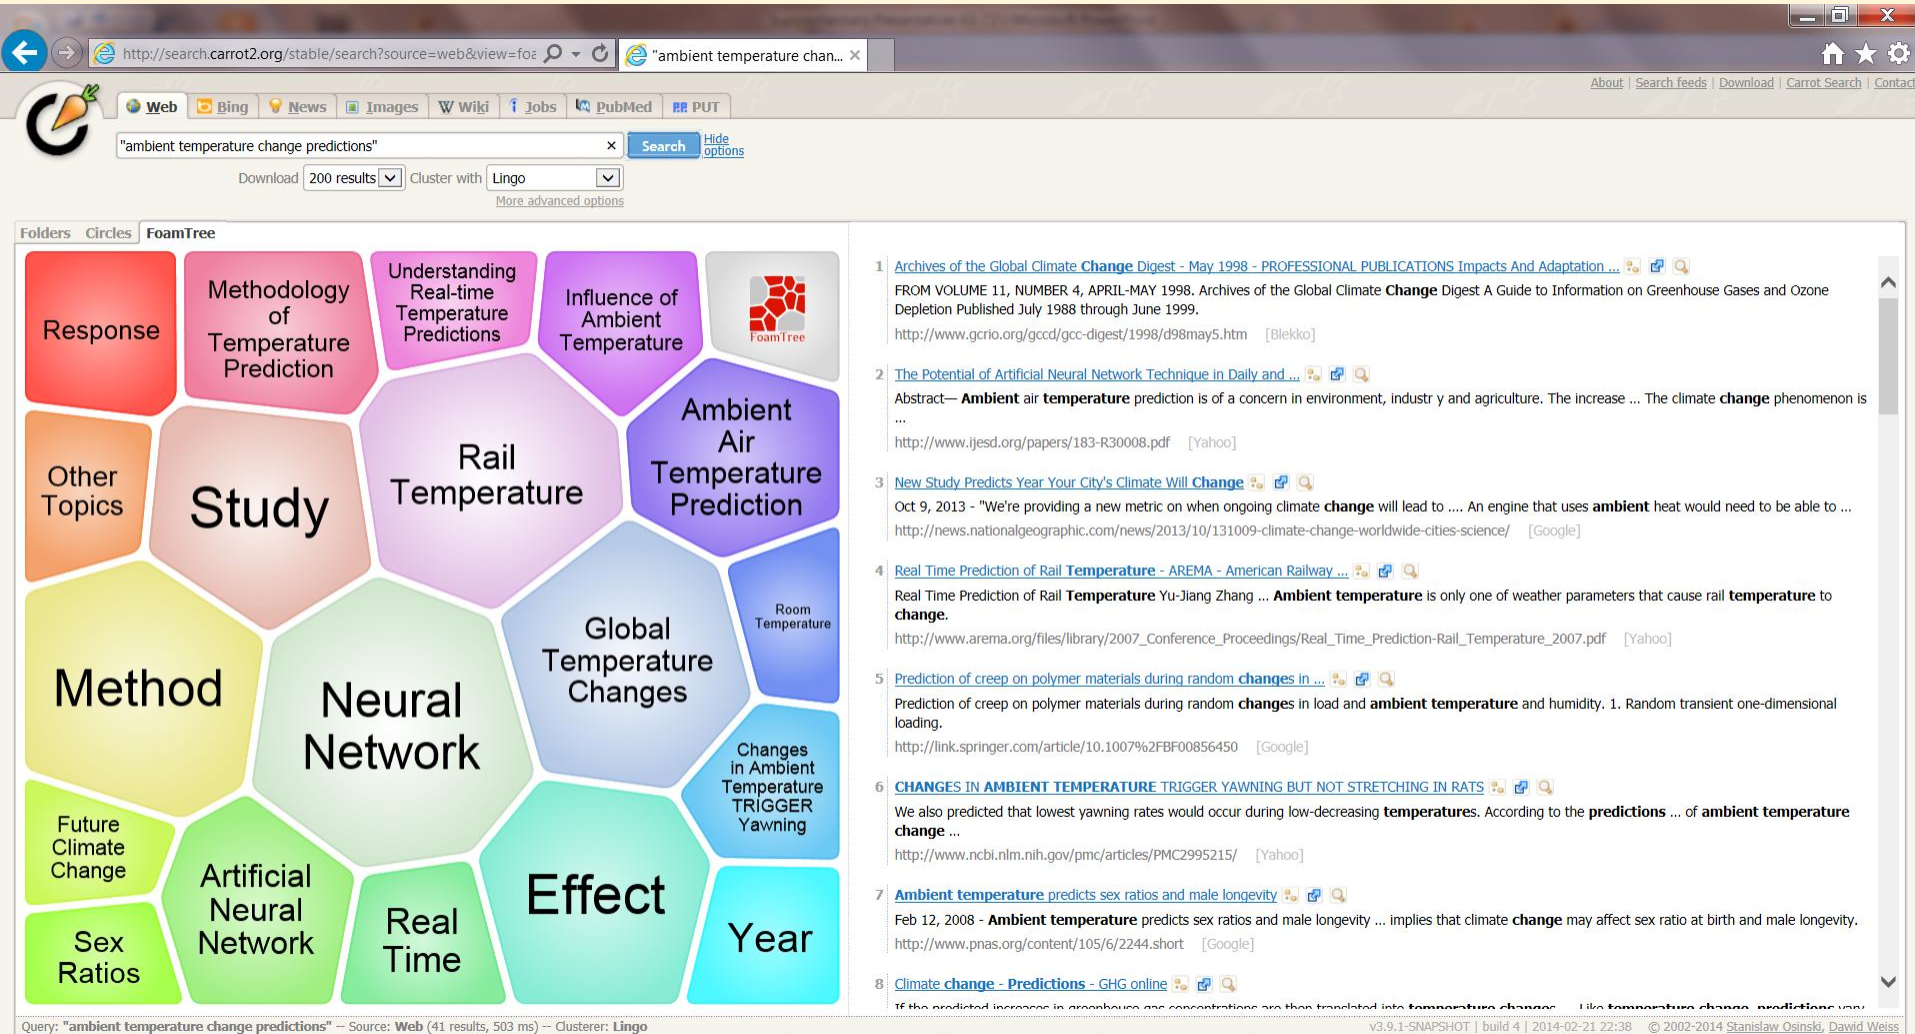 http://search.carrot2.org/stable/search?source=web&view=foa
"ambient temperature chan...
About | Search feeds | Download | Carrot Search | Contact
Web Bing News Images Wiki Jobs PubMed PUT
"ambient temperature change predictions"
Search
Hide options
Download 200 results Cluster with Lingo
More advanced options
Folders Circles FoamTree
Response
Methodology
of
Temperature
Prediction
Understanding
Real-time
Temperature
Predictions
Influence of
Ambient
Temperature
FoamTree
Other
Topics
Study
Rail
Temperature
Ambient
Air
Temperature
Prediction
Method
Neural
Network
Global
Temperature
Changes
Room
Temperature
Changes
in Ambient
Temperature
TRIGGER
Yawning
Future
Climate
Change
Sex
Ratios
Artificial
Neural
Network
Real
Time
Effect
Year
1 Archives of the Global Climate Change Digest - May 1998 - PROFESSIONAL PUBLICATIONS Impacts And Adaptation ...
FROM VOLUME 11, NUMBER 4, APRIL-MAY 1998. Archives of the Global Climate Change Digest A Guide to Information on Greenhouse Gases and Ozone
Depletion Published July 1988 through June 1999.
http://www.gcrio.org/gccd/gcc-digest/1998/d98may5.htm [Blekko]
2 The Potential of Artificial Neural Network Technique in Daily and ...
Abstract— Ambient air temperature prediction is of a concern in environment, industr y and agriculture. The increase ... The climate change phenomenon is
...
http://www.ijesd.org/papers/183-R30008.pdf [Yahoo]
3 New Study Predicts Year Your City's Climate Will Change
Oct 9, 2013 - "We're providing a new metric on when ongoing climate change will lead to .... An engine that uses ambient heat would need to be able to ...
http://news.nationalgeographic.com/news/2013/10/131009-climate-change-worldwide-cities-science/ [Google]
4 Real Time Prediction of Rail Temperature - AREMA - American Railway ...
Real Time Prediction of Rail Temperature Yu-Jiang Zhang ... Ambient temperature is only one of weather parameters that cause rail temperature to
change.
http://www.arema.org/files/library/2007_Conference_Proceedings/Real_Time_Prediction-Rail_Temperature_2007.pdf [Yahoo]
5 Prediction of creep on polymer materials during random changes in ...
Prediction of creep on polymer materials during random changes in load and ambient temperature and humidity. 1. Random transient one-dimensional
loading.
http://link.springer.com/article/10.1007%2FBF00856450 [Google]
6 CHANGES IN AMBIENT TEMPERATURE TRIGGER YAWNING BUT NOT STRETCHING IN RATS
We also predicted that lowest yawning rates would occur during low-decreasing temperatures. According to the predictions ... of ambient temperature
change ...
http://www.ncbi.nlm.nih.gov/pmc/articles/PMC2995215/ [Yahoo]
7 Ambient temperature predicts sex ratios and male longevity
Feb 12, 2008 - Ambient temperature predicts sex ratios and male longevity ... implies that climate change may affect sex ratio at birth and male longevity.
http://www.pnas.org/content/105/6/2244.short [Google]
8 Climate change - Predictions - GHG online
If the predicted increases in greenhouse gas concentrations are then translated into temperature changes ... Like temperature change, predictions vary
Query: "ambient temperature change predictions" -- Source: Web (41 results, 503 ms) -- Clusterer: Lingo
v3.9.1-SNAPSHOT | build 4 | 2014-02-21 22:38 © 2002-2014 Stanislaw Osinski, Dawid Weiss